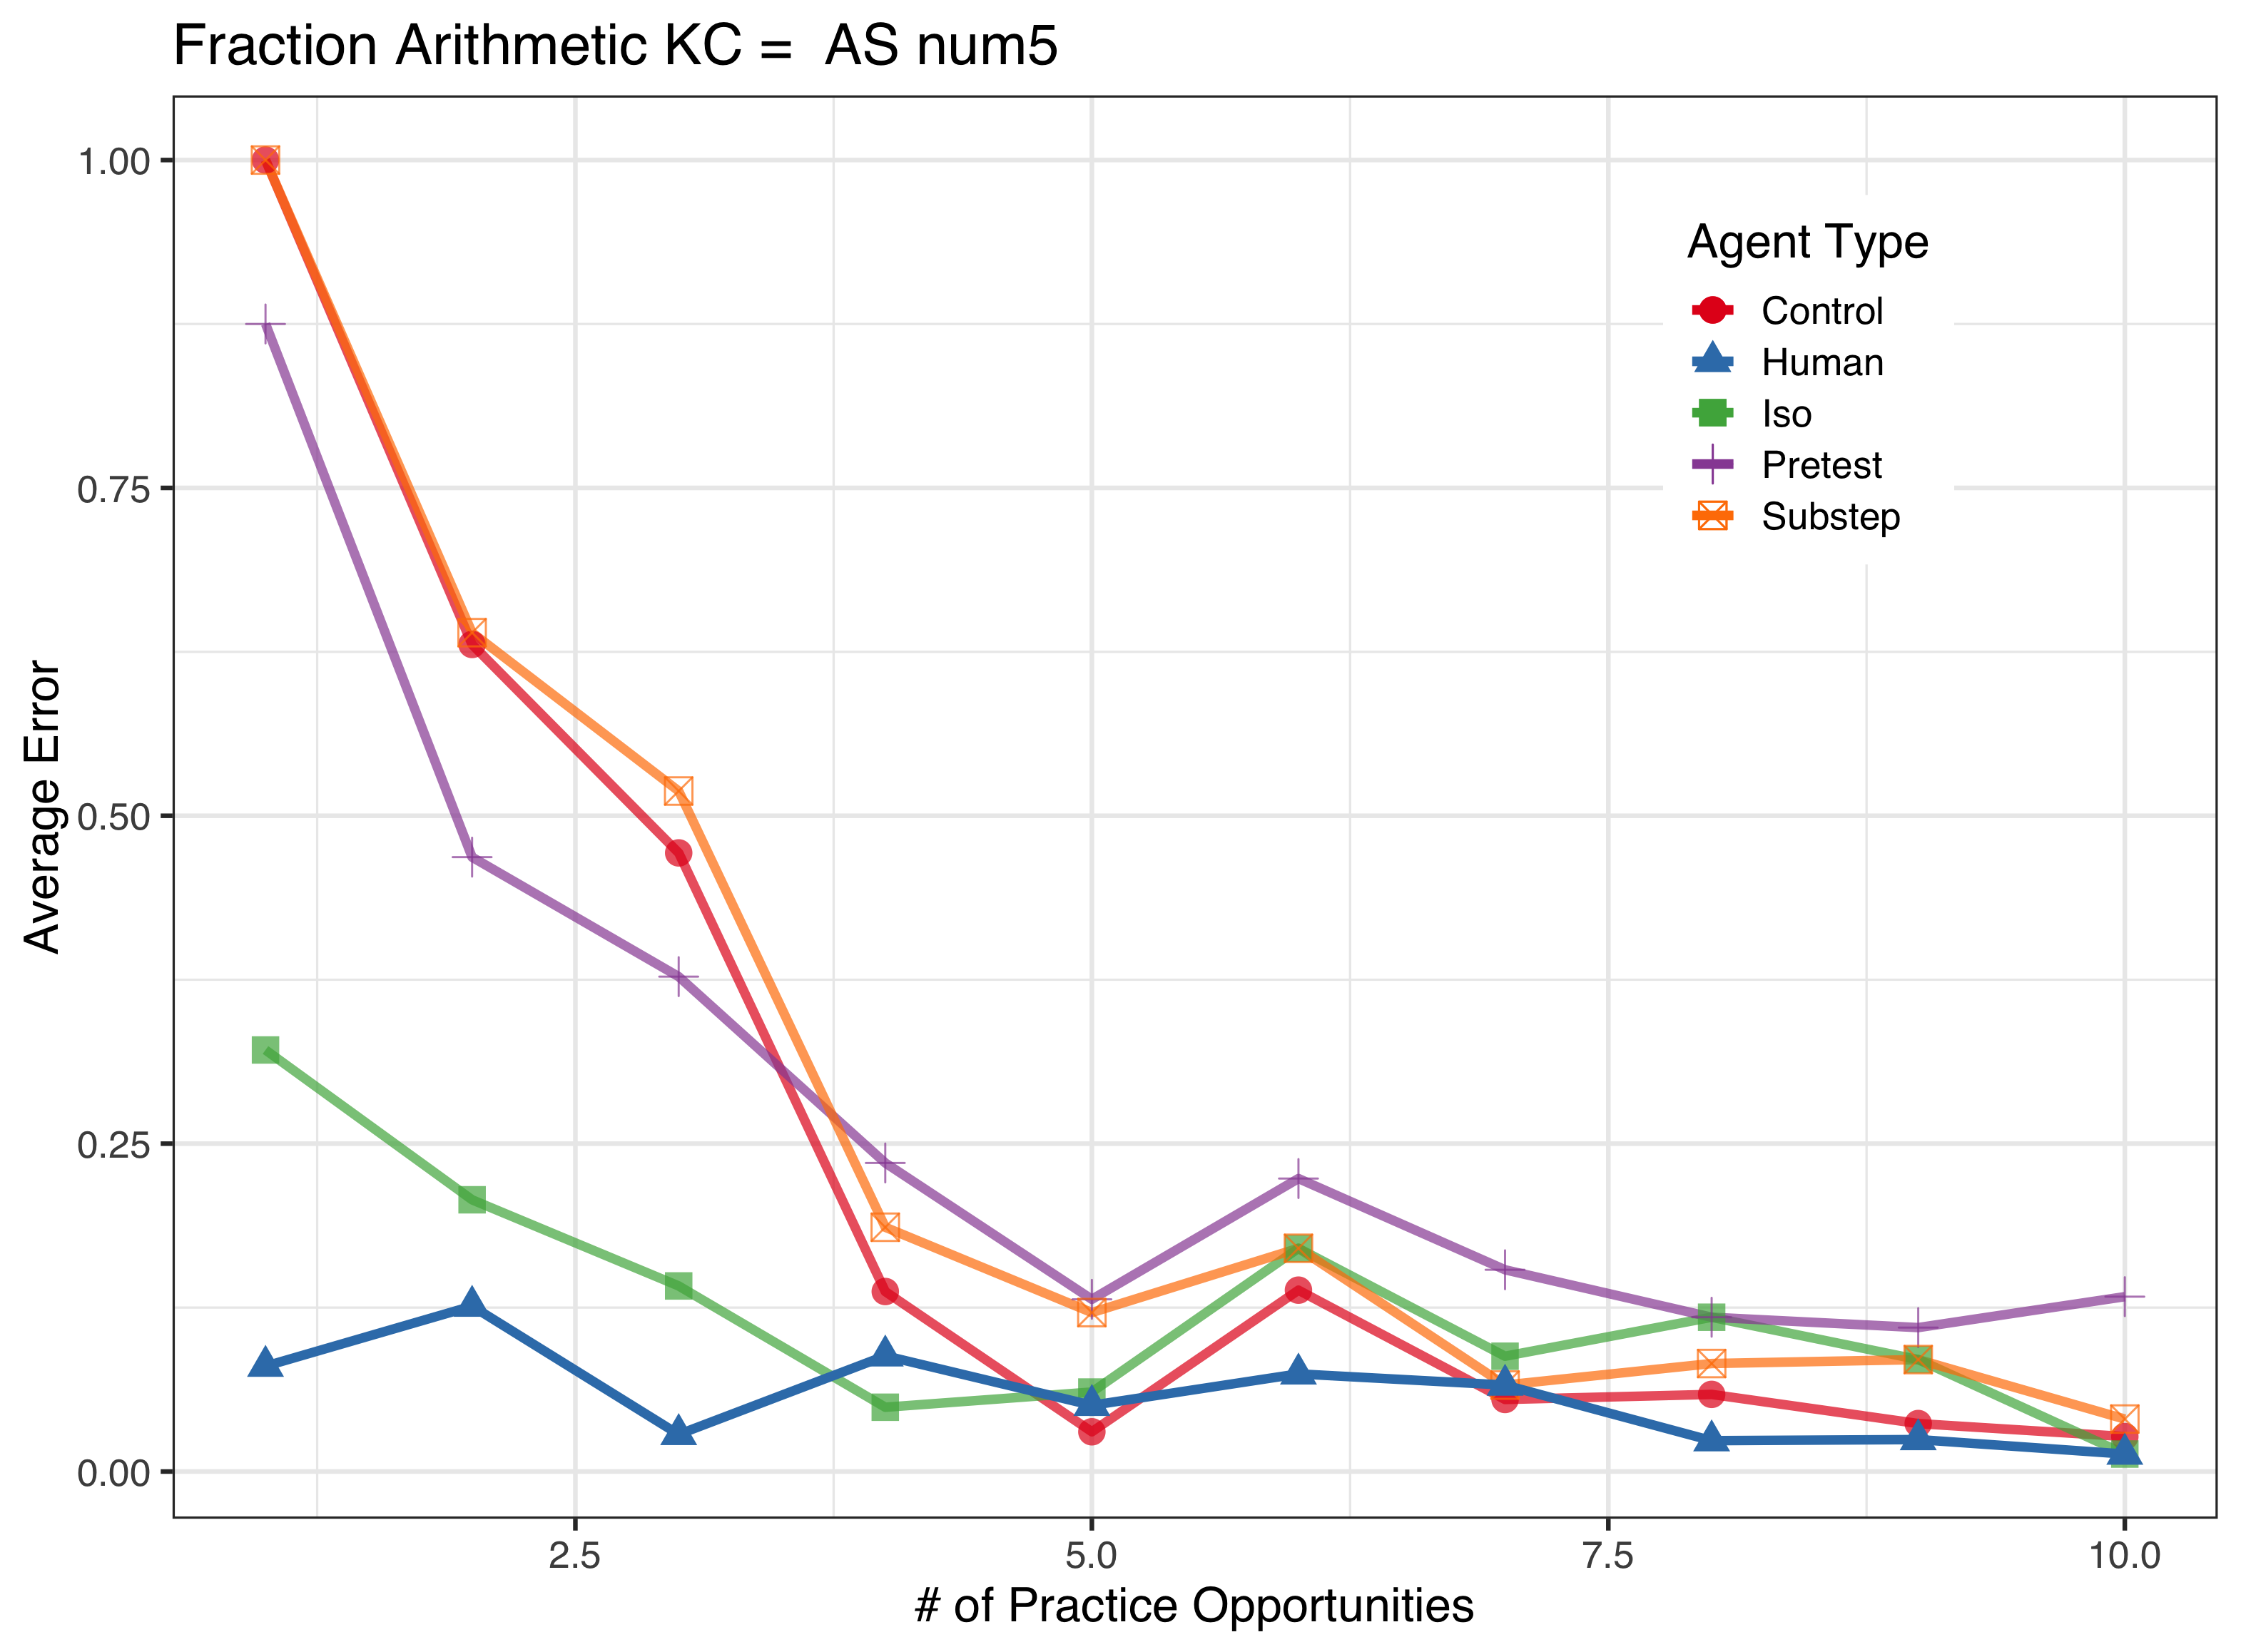 Fraction Arithmetic KC =  AS num5
Average Error
1.00
0.75
0.50
0.25
0.00
Agent Type
Control
Human
Iso
Pretest
Substep
2.5
5.0
7.5
10.0
# of Practice Opportunities